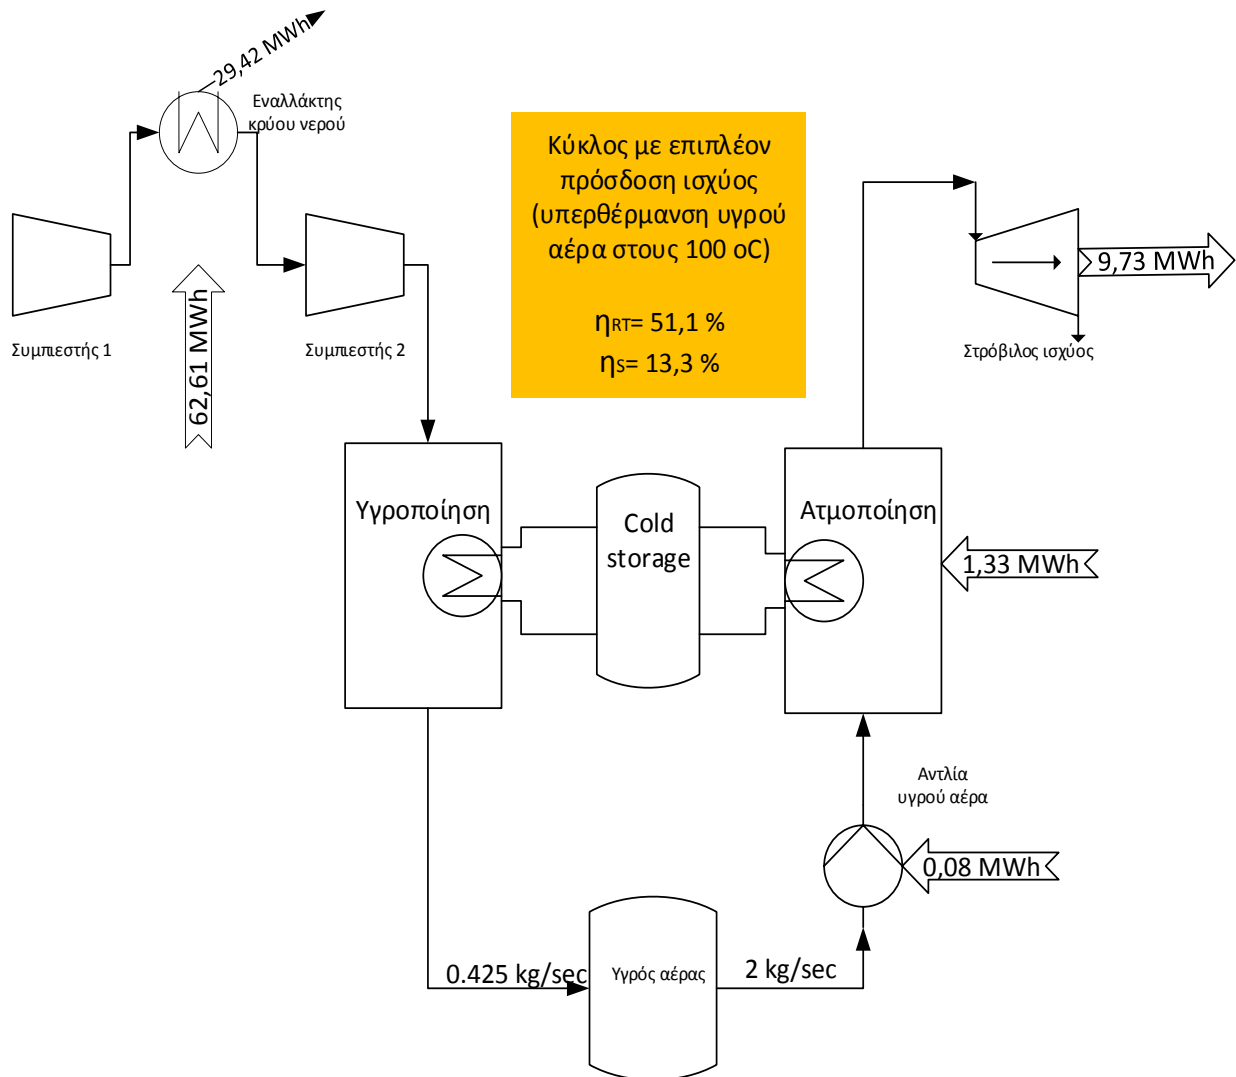 29,42 MWh
Εναλλάκτης
κρύου νερού
Κύκλος με επιπλέον
πρόσδοση ισχύος
(υπερθέρμανση υγρού
αέρα στους 100 οC)
ηRT= 51,1 %
ηS= 13,3 %
62,61 MWh
9,73 MWh
Συμπιεστής 1
Συμπιεστής 2
Στρόβιλος ισχύος
Υγροποίηση
Cold
storage
Ατμοποίηση
1,33 MWh
Αντλία
υγρού αέρα
0,08 MWh
0.425 kg/sec
Υγρός αέρας
2 kg/sec